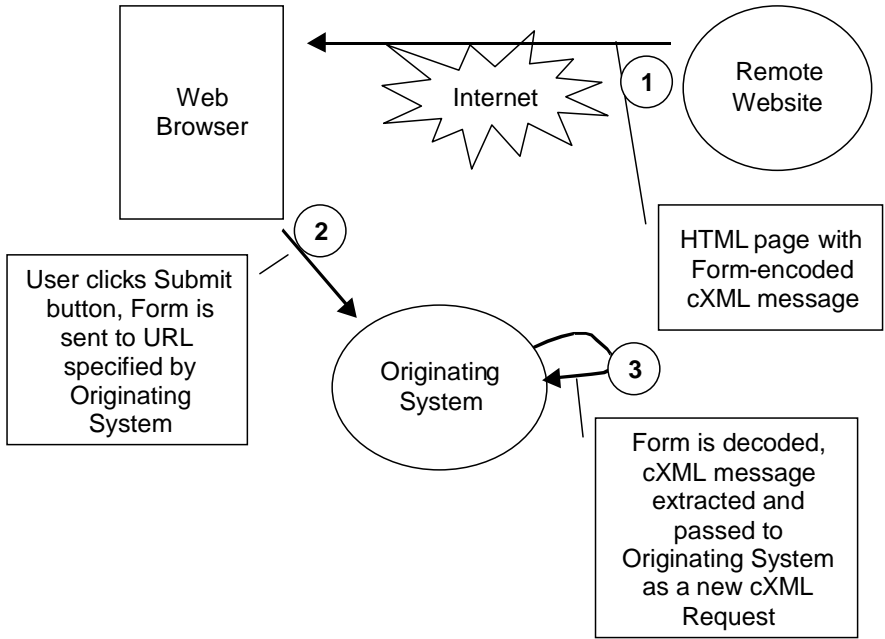 Web
Browser
Internet
1
Remote
Website
HTML page with
Form-encoded
cXML message
2
User clicks Submit
button, Form is
sent to URL
specified by
Originating
System
Originating
System
3
Form is decoded,
cXML message
extracted and
passed to
Originating System
as a new cXML
Request